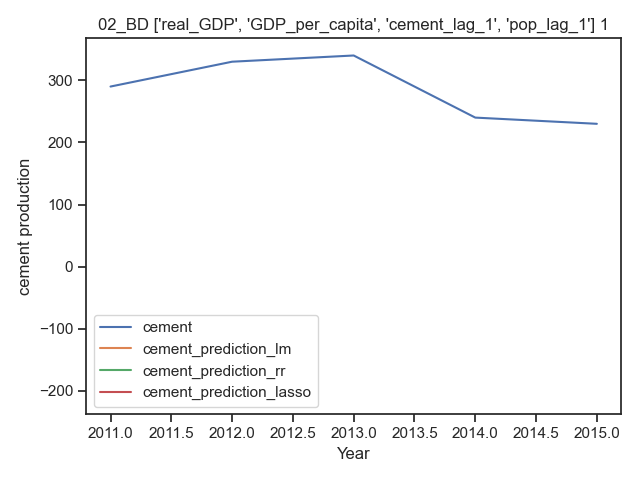 02_BD ['real_GDP', 'GDP_per_capita', 'cement_lag_1', 'pop_lag_1'] 1
300
200
100
0
−100
−200
cement production
cement
cement_prediction_lm
cement_prediction_rr
cement_prediction_lasso
2011.0 2011.5 2012.0 2012.5 2013.0 2013.5 2014.0 2014.5 2015.0
Year